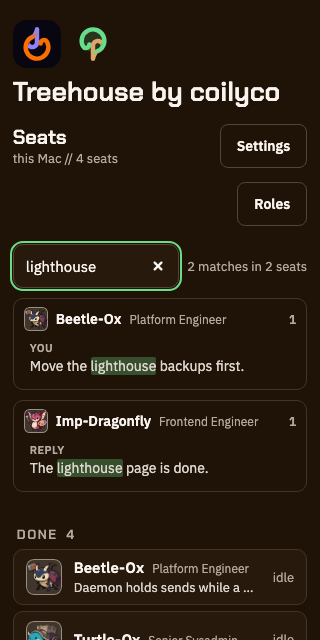 Treehouse by coilyco
Seats
this Mac // 4 seats
Settings
Roles
lighthouse
2 matches in 2 seats
Beetle-Ox Platform Engineer 1
YOU
Move the lighthouse backups first.
Imp-Dragonfly Frontend Engineer 1
REPLY
The lighthouse page is done.
DONE 4
Beetle-Ox Platform Engineer
Daemon holds sends while a ...
idle
Turtle-Ox Senior Sysadmin
idle